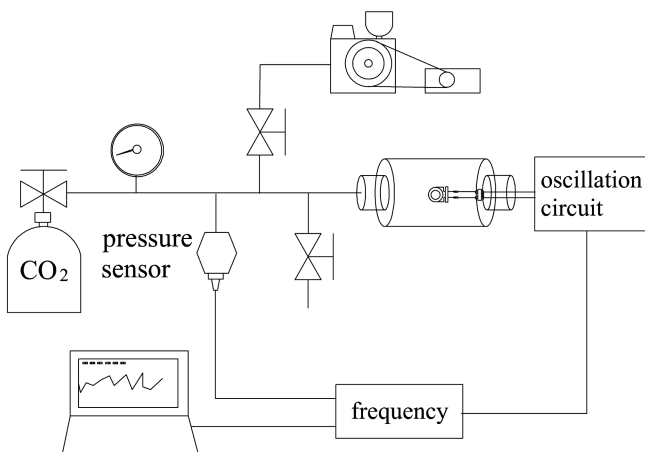 oscillation
circuit
pressure
sensor
CO₂
frequency